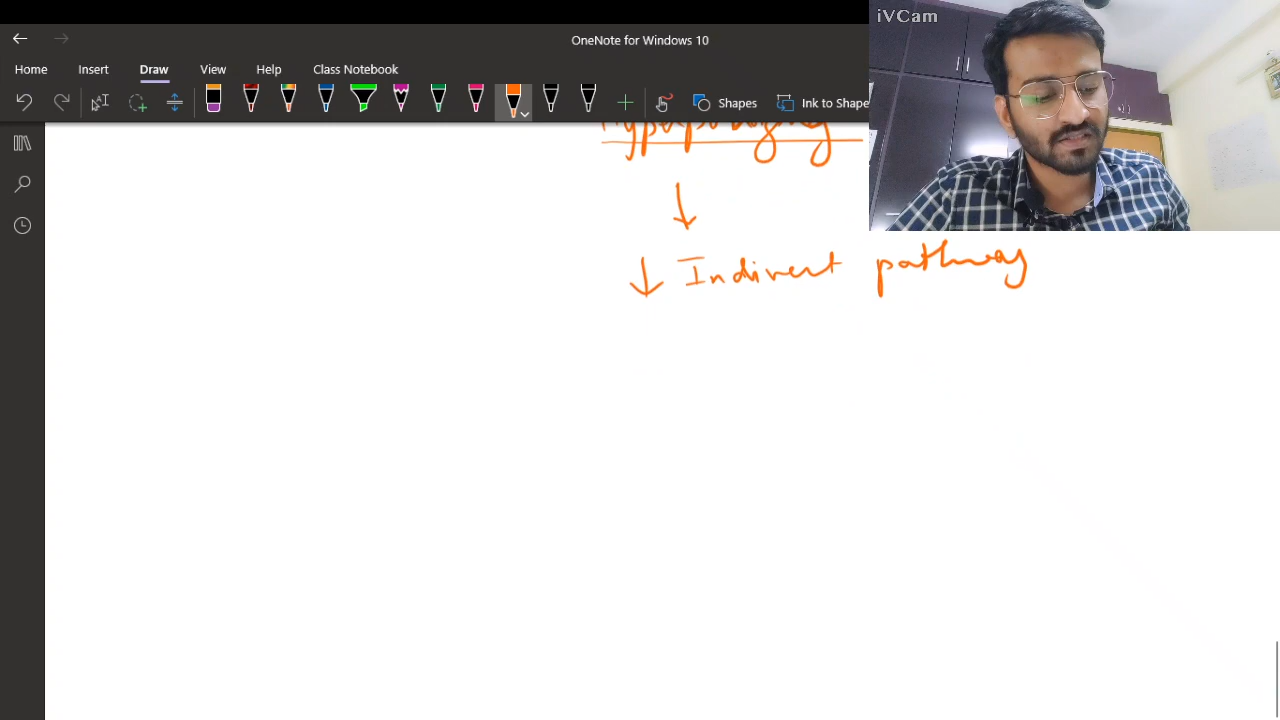 iVCam
OneNote for Windows 10
Home Insert Draw View Help Class Notebook
Shapes Ink to Shape
↓
↓ Indirect pathway